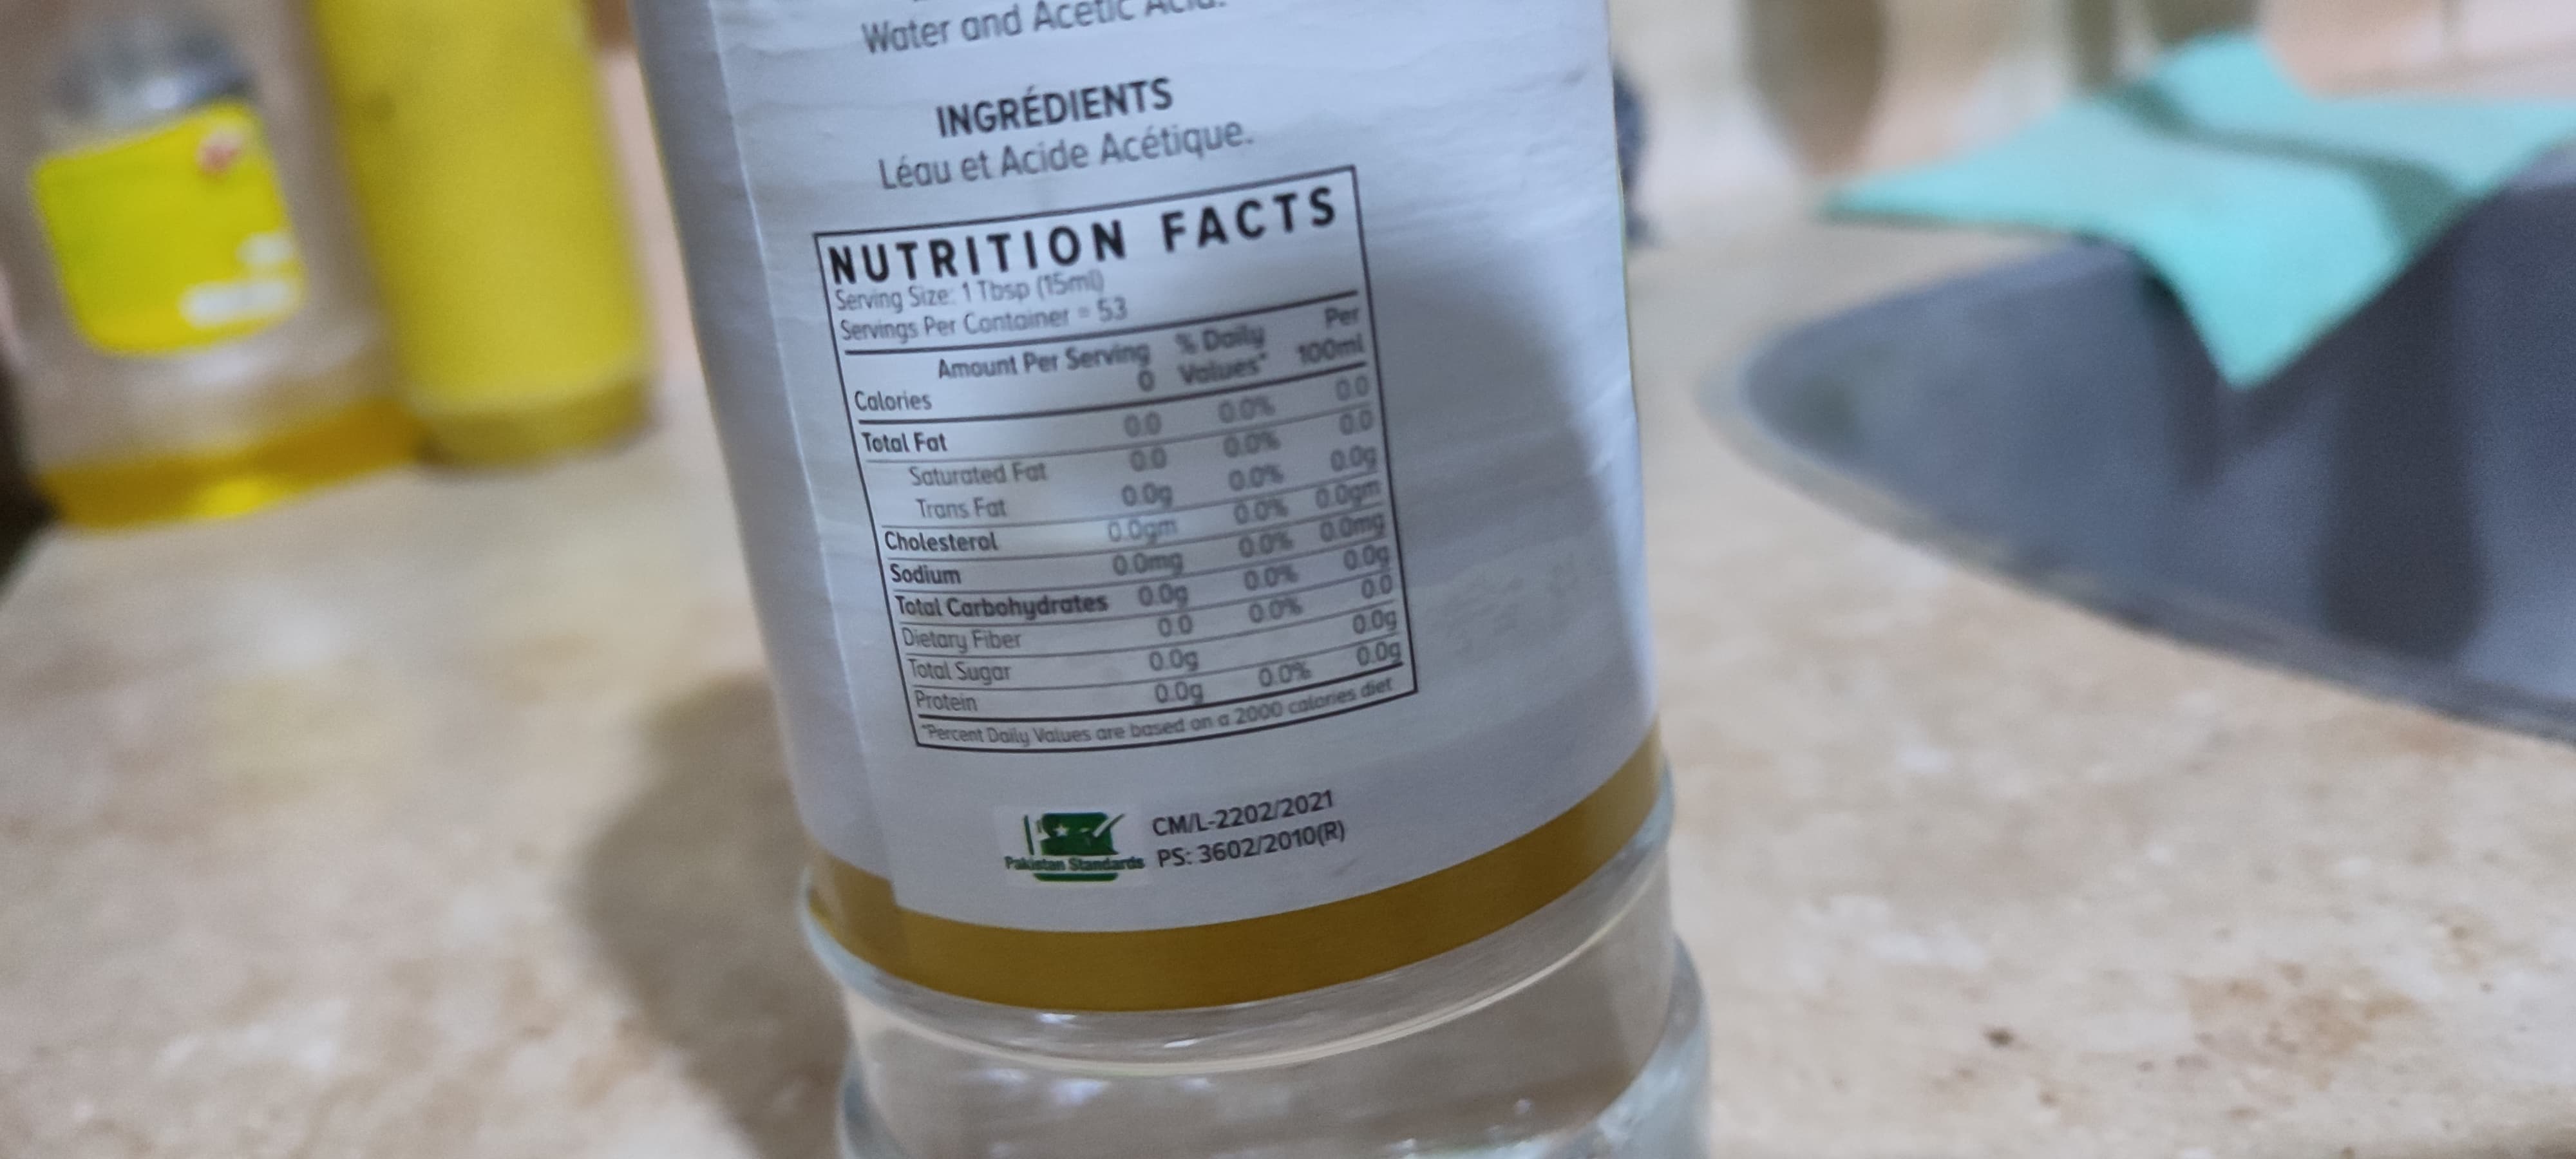 Water and Acetic Acid.
INGRÉDIENTS
Léau et Acide Acétique.
NUTRITION FACTS
Serving Size: 1 Tbsp (15ml)
Servings Per Container = 53
Amount Per Serving % Daily Values* Per 100ml
Calories 0
Total Fat 0.0 0.0% 0.0
Saturated Fat 0.0 0.0% 0.0
Trans Fat 0.0g 0.0% 0.0g
Cholesterol 0.0gm 0.0% 0.0gm
Sodium 0.0mg 0.0% 0.0mg
Total Carbohydrates 0.0g 0.0% 0.0g
Dietary Fiber 0.0 0.0% 0.0
Total Sugar 0.0g 0.0g
Protein 0.0g 0.0% 0.0g
*Percent Daily Values are based on a 2000 calories diet
Pakistan Standards
CM/L-2202/2021
PS: 3602/2010(R)